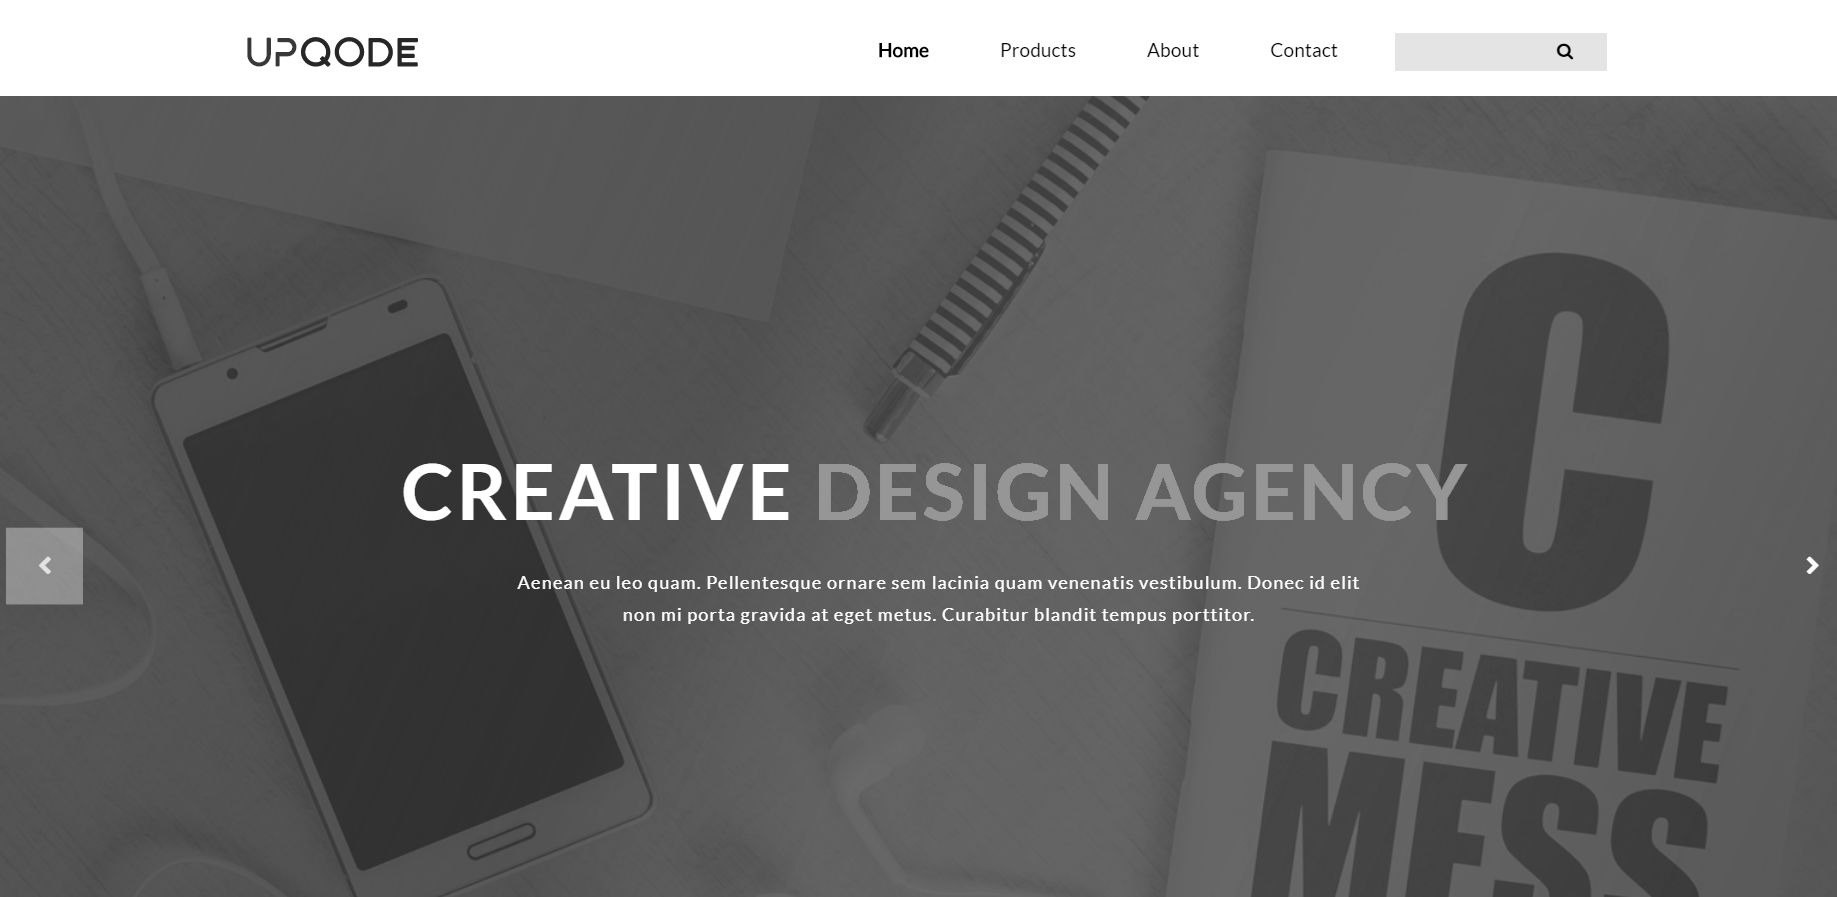 UPQODE
Home Products About Contact
C
CREATIVE DESIGN AGENCY
Aenean eu leo quam. Pellentesque ornare sem lacinia quam venenatis vestibulum. Donec id elit
non mi porta gravida at eget metus. Curabitur blandit tempus porttitor.
CREATIVE
MESS